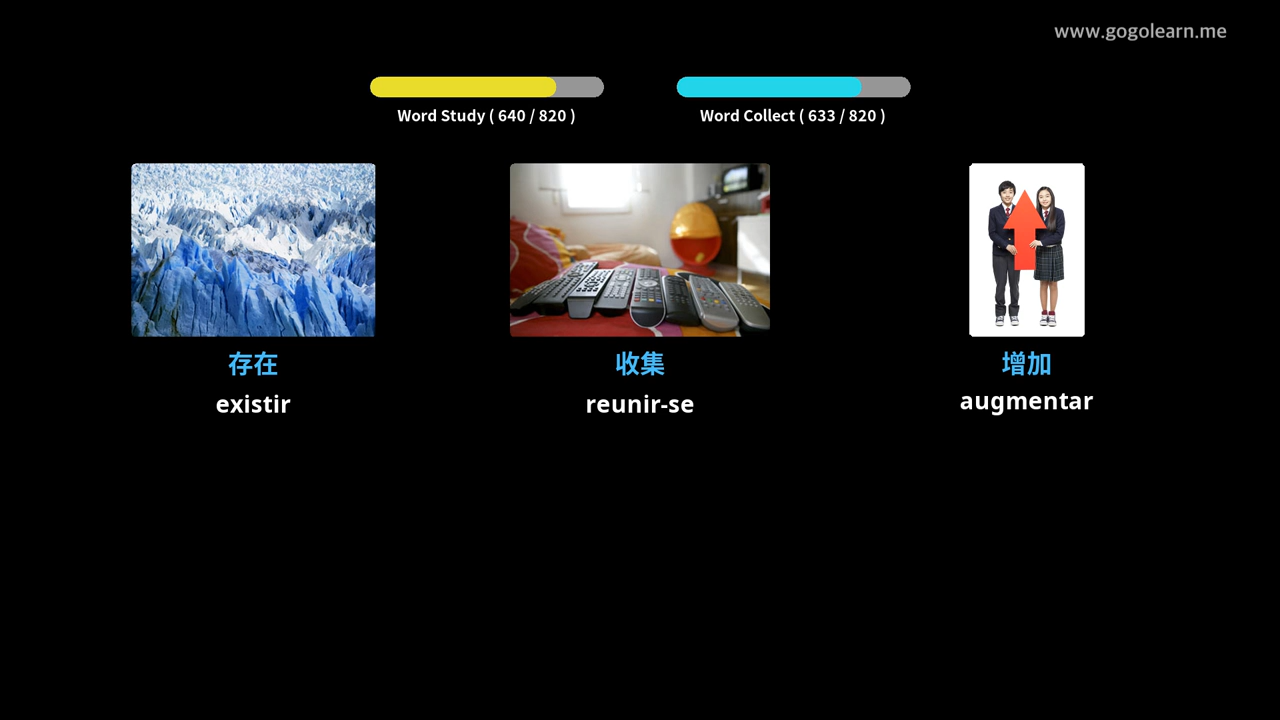 www.gogolearn.me
Word Study ( 640 / 820 )
Word Collect ( 633 / 820 )
存在
收集
增加
existir
reunir-se
augmentar